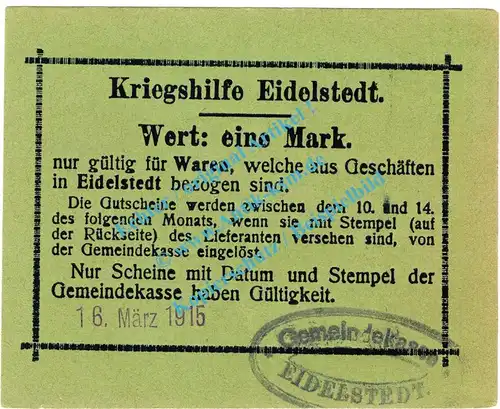 Kriegshilfe Eidelstedt.
Wert: eine Mark.
nur gültig für Waren, welche aus Geschäften
in Eidelstedt bezogen sind.
Die Gutscheine werden zwischen dem 10. und 14.
des folgenden Monats, wenn sie mit Stempel (auf
der Rückseite) des Lieferanten versehen sind, von
der Gemeindekasse eingelöst.
Nur Scheine mit Datum und Stempel der
Gemeindekasse haben Gültigkeit.
16. März 1915
Gemeindekasse
EIDELSTEDT.